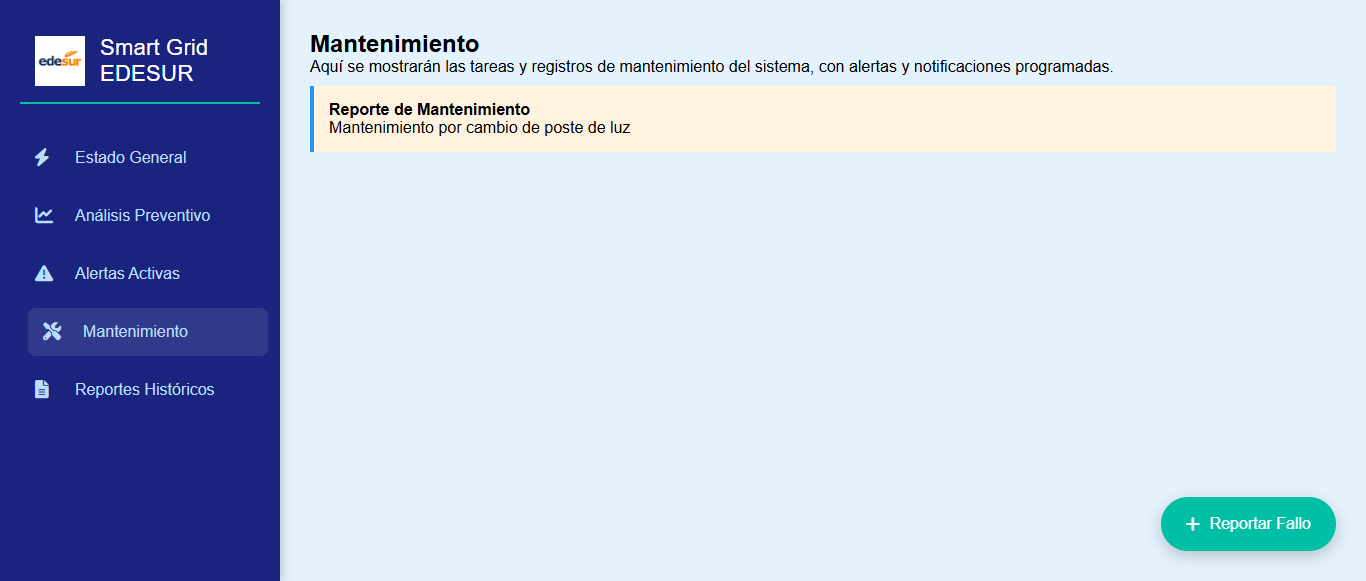 edesur
Smart Grid
EDESUR
Estado General
Análisis Preventivo
Alertas Activas
Mantenimiento
Reportes Históricos
Mantenimiento
Aquí se mostrarán las tareas y registros de mantenimiento del sistema, con alertas y notificaciones programadas.
Reporte de Mantenimiento
Mantenimiento por cambio de poste de luz
+ Reportar Fallo